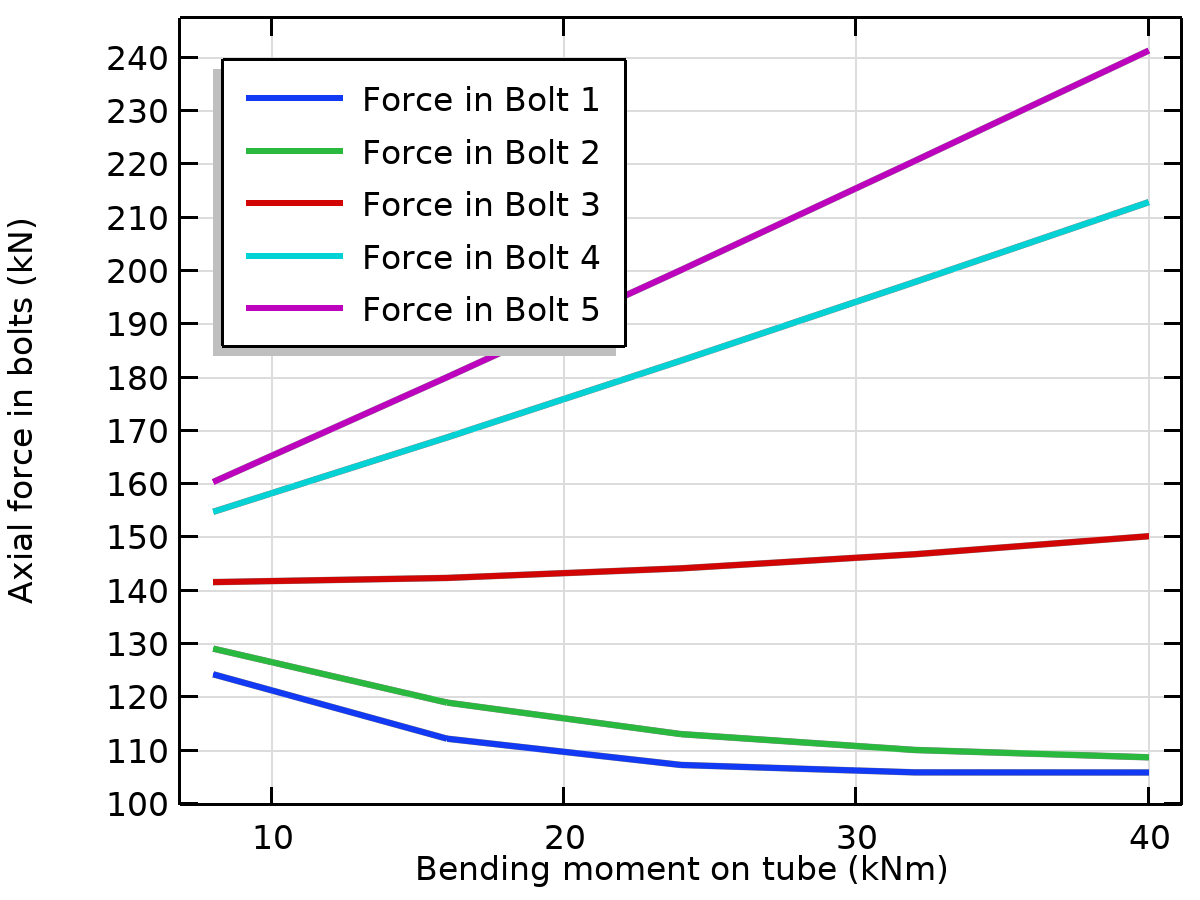 240
230
220
210
200
190
180
170
160
150
140
130
120
110
100
Axial force in bolts (kN)
Force in Bolt 1
Force in Bolt 2
Force in Bolt 3
Force in Bolt 4
Force in Bolt 5
10 20 30 40
Bending moment on tube (kNm)